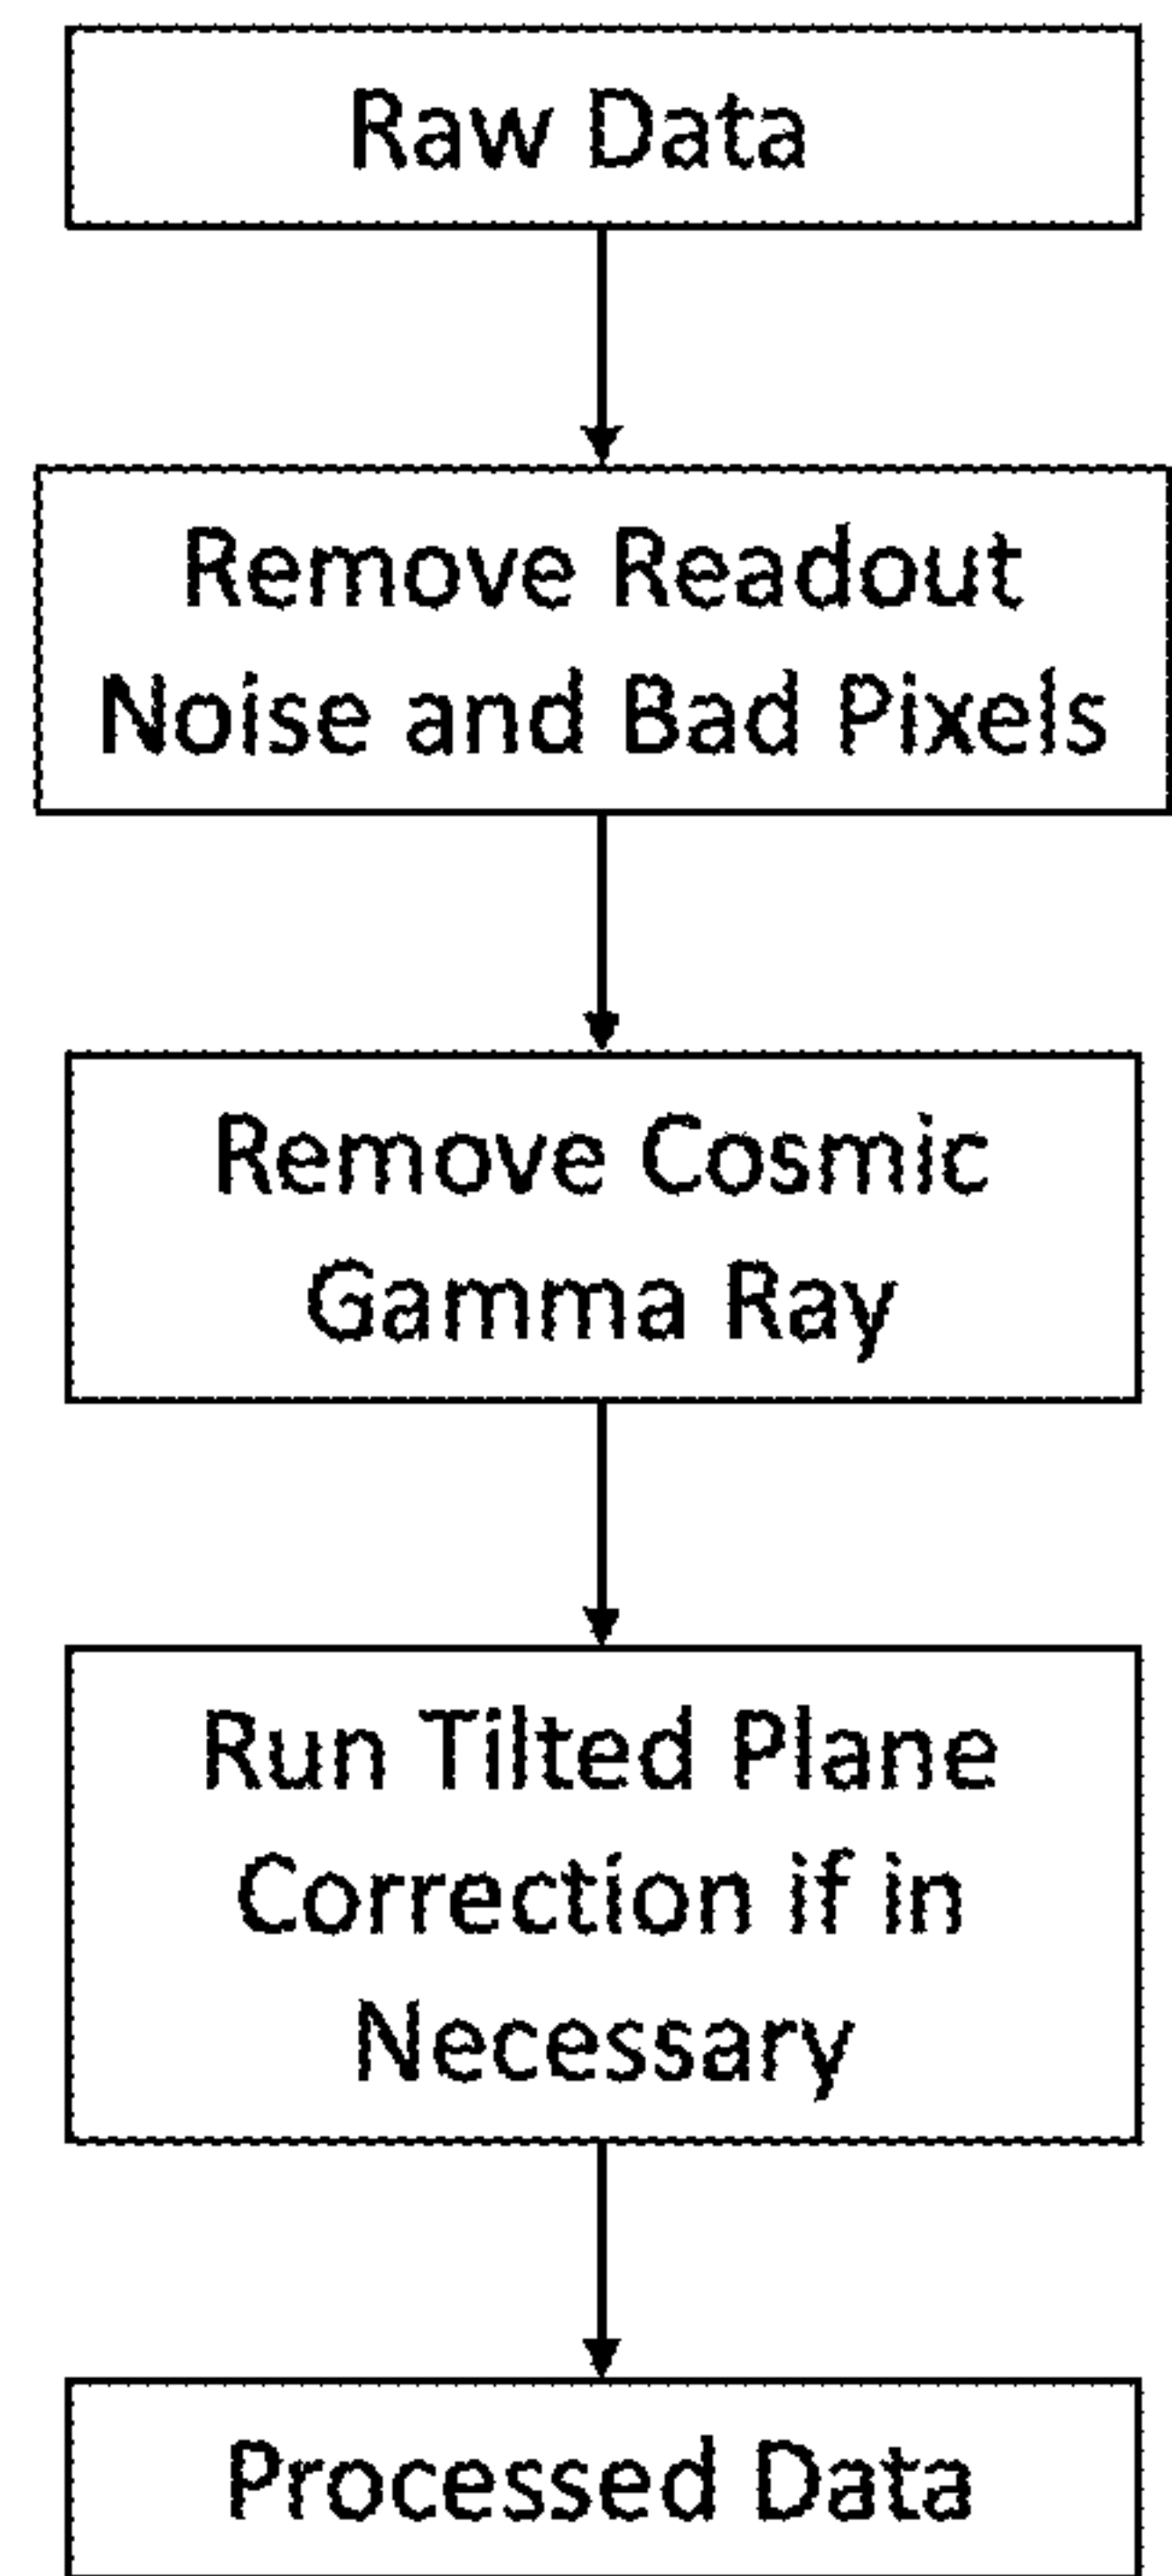 Raw Data
Remove Readout
Noise and Bad Pixels
Remove Cosmic
Gamma Ray
Run Tilted Plane
Correction if in
Necessary
Processed Data